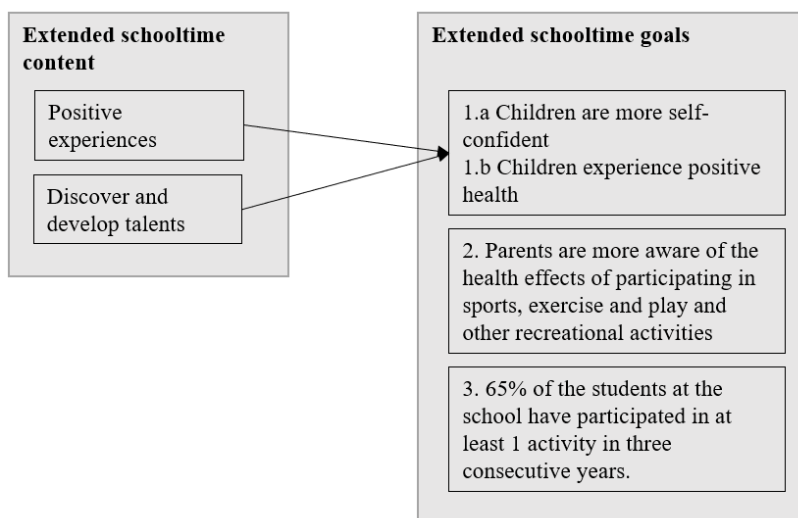 Extended schooltime
content
Positive
experiences
Discover and
develop talents
Extended schooltime goals
1.a Children are more self-
confident
1.b Children experience positive
health
2. Parents are more aware of the
health effects of participating in
sports, exercise and play and
other recreational activities
3. 65% of the students at the
school have participated in at
least 1 activity in three
consecutive years.